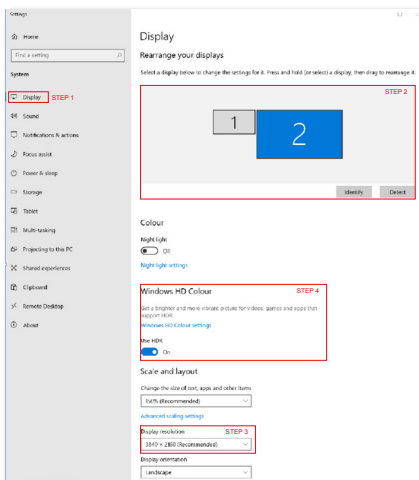 Settings
Home
Find a setting
System
Display STEP 1
Sound
Notifications & actions
Focus assist
Power & sleep
Storage
Tablet
Multi-tasking
Projecting to this PC
Shared experiences
Clipboard
Remote Desktop
About
Display
Rearrange your displays
Select a display below to change the settings for it. Press and hold (or select) a display, then drag to rearrange it.
STEP 2
1
2
Identify Detect
Colour
Night light
Off
Night light settings
Windows HD Colour STEP 4
Get a brighter and more vibrant picture for videos, games and apps that
support HDR.
Windows HD Colour settings
Use HDR
On
Scale and layout
Change the size of text, apps and other items
(Recommended)
Advanced scaling settings
Display resolution STEP 3
3840 × 2160 (Recommended)
Display orientation
Landscape